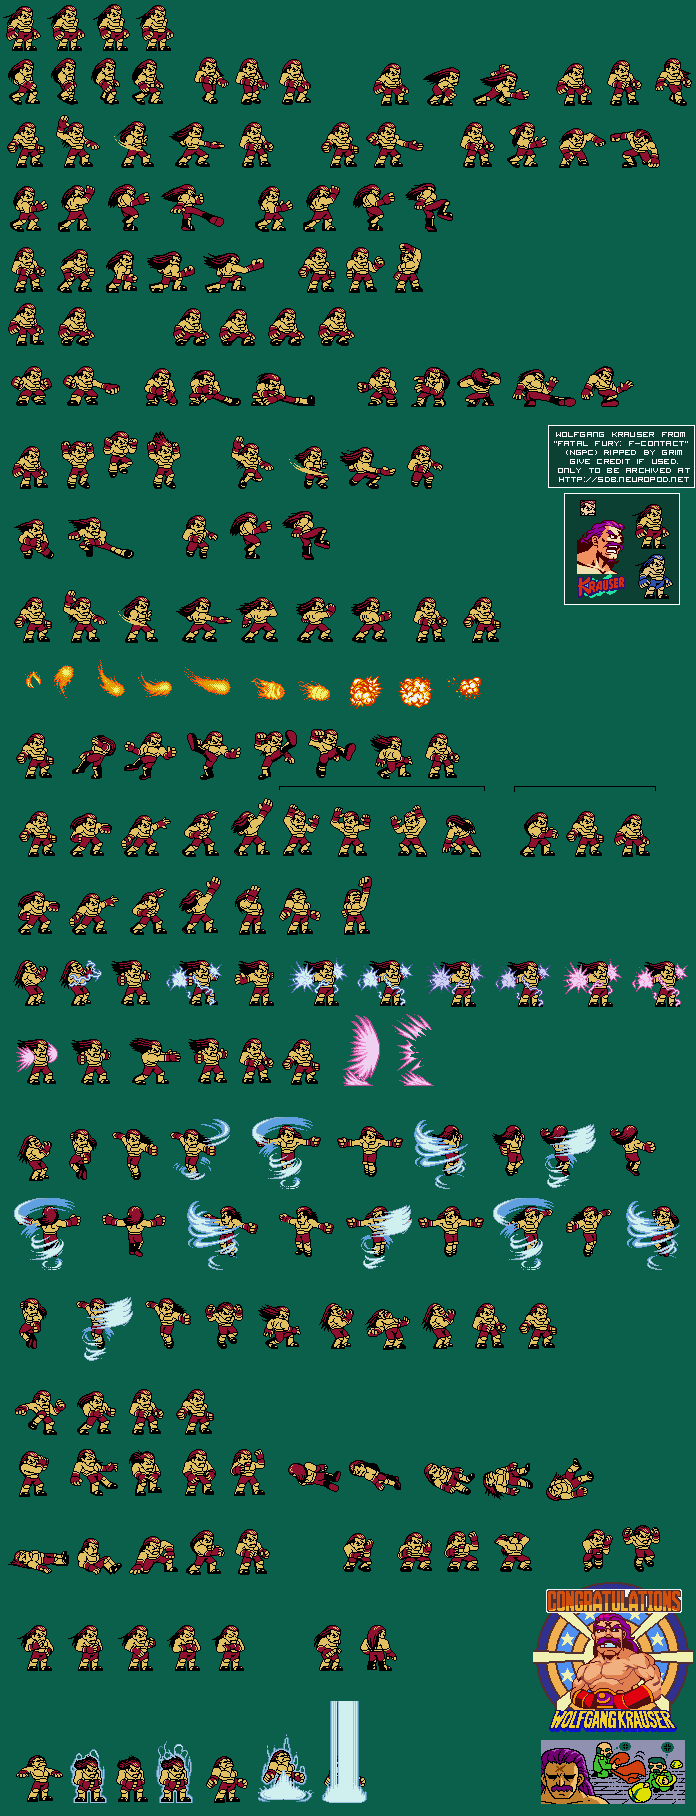 WOLFGANG KRAUSER FROM
"FATAL FURY: F-CONTACT"
(NGPC) RIPPED BY GRIM
GIVE CREDIT IF USED.
ONLY TO BE ARCHIVED AT
HTTP://SDB.NEUROPOD.NET
KRAUSER
CONGRATULATIONS
WOLFGANG KRAUSER